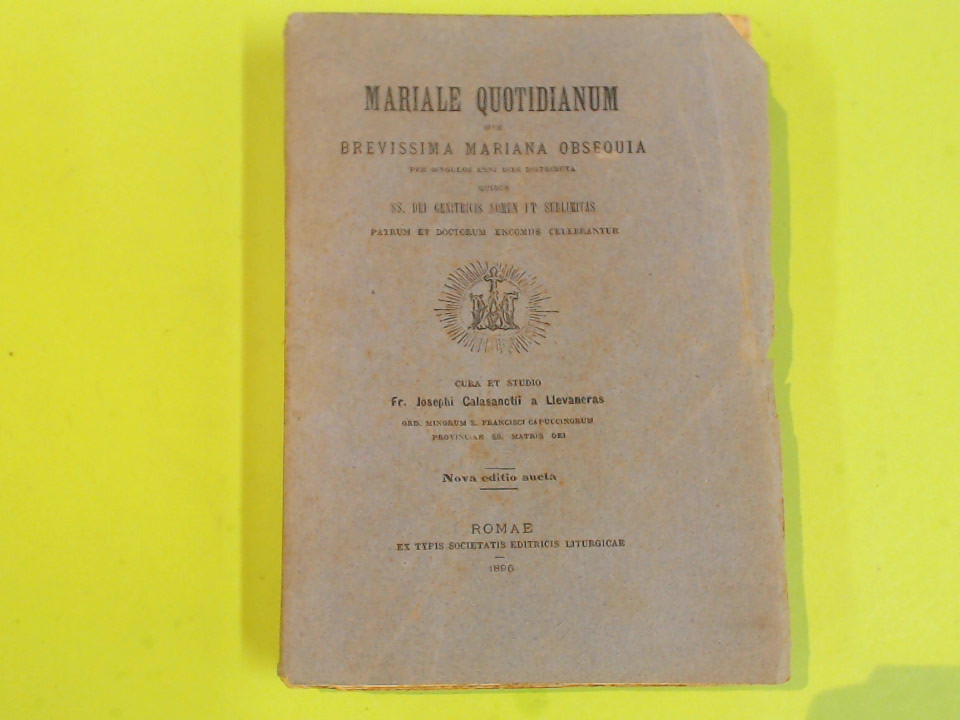 MARIALE QUOTIDIANUM
SIVE
BREVISSIMA MARIANA OBSEQUIA
PER SINGULOS ANNI DIES DISTRIBUTA
QUIBUS
SS. DEI GENITRICIS NOMEN ET SUBLIMITAS
PATRUM ET DOCTORUM ENCOMIIS CELEBRANTUR
CURA ET STUDIO
Fr. Josephi Calasanctii a Llevaneras
ORD. MINORUM S. FRANCISCI CAPUCCINORUM
PROVINCIAE SS. MATRIS DEI
Nova editio aucta
ROMAE
EX TYPIS SOCIETATIS EDITRICIS LITURGICAE
1896